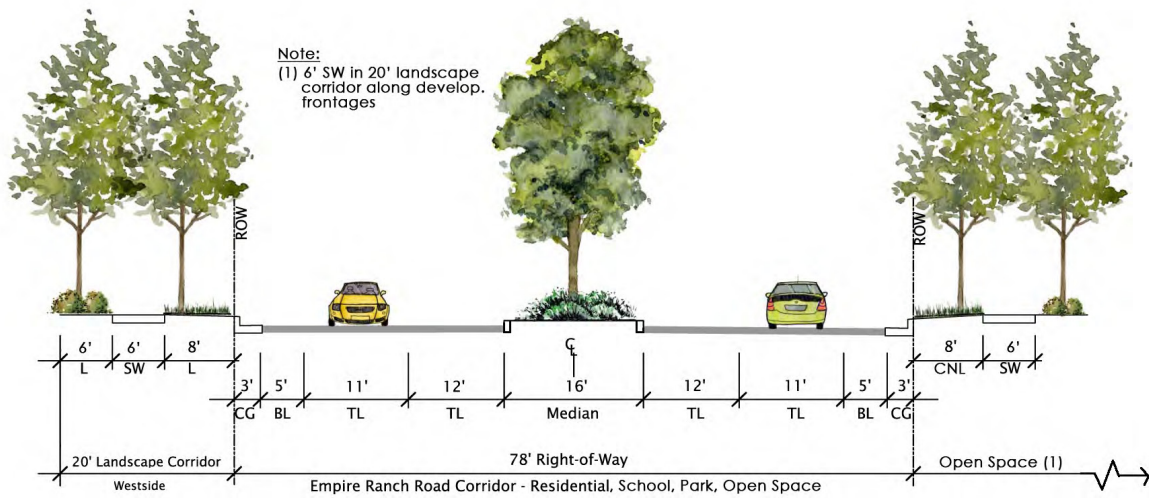 Note:
(1) 6' SW in 20' landscape
corridor along develop.
frontages
ROW
ROW
℄
6' 6' 8'
L SW L
8' 6'
CNL SW
3' 5' 11' 12' 16' 12' 11' 5' 3'
CG BL TL TL Median TL TL BL CG
20' Landscape Corridor
78' Right-of-Way
Open Space (1)
Westside
Empire Ranch Road Corridor - Residential, School, Park, Open Space